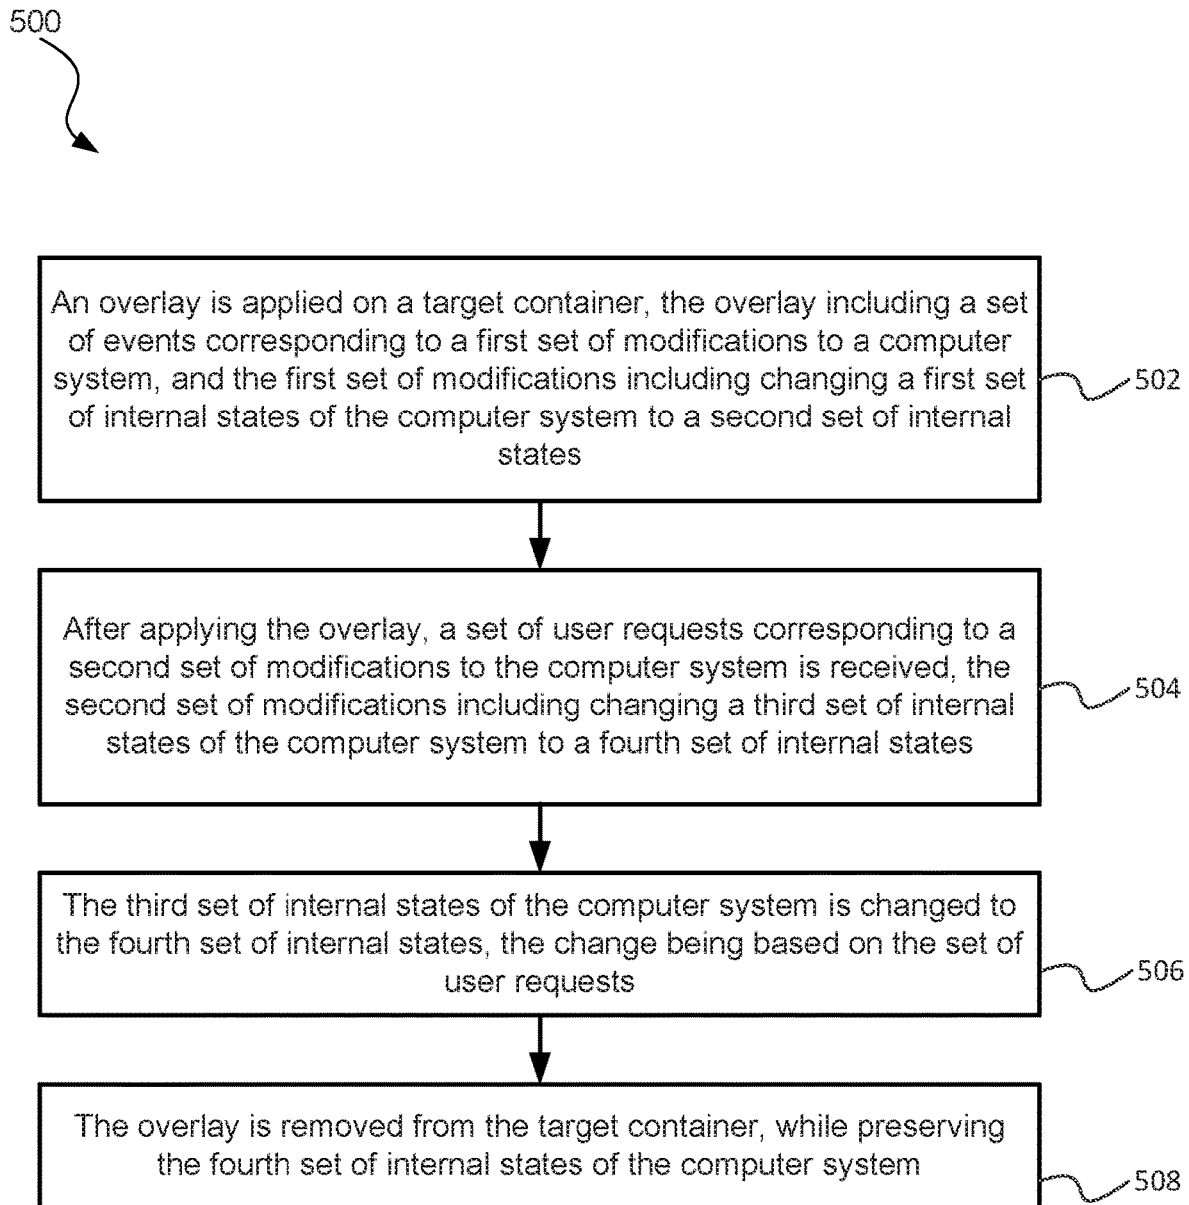 500
An overlay is applied on a target container, the overlay including a set
of events corresponding to a first set of modifications to a computer
system, and the first set of modifications including changing a first set
of internal states of the computer system to a second set of internal
states
502
After applying the overlay, a set of user requests corresponding to a
second set of modifications to the computer system is received, the
second set of modifications including changing a third set of internal
states of the computer system to a fourth set of internal states
504
The third set of internal states of the computer system is changed to
the fourth set of internal states, the change being based on the set of
user requests
506
The overlay is removed from the target container, while preserving
the fourth set of internal states of the computer system
508